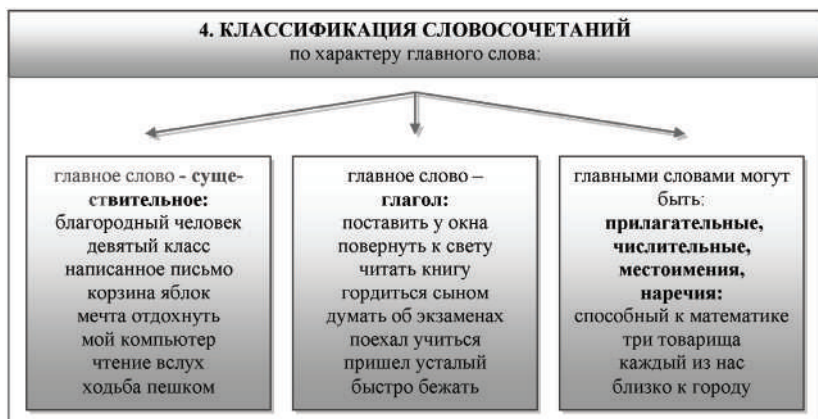 4. КЛАССИФИКАЦИЯ СЛОВОСОЧЕТАНИЙ
по характеру главного слова:
главное слово - суще-
ствительное:
благородный человек
девятый класс
написанное письмо
корзина яблок
мечта отдохнуть
мой компьютер
чтение вслух
ходьба пешком
главное слово –
глагол:
поставить у окна
повернуть к свету
читать книгу
гордиться сыном
думать об экзаменах
поехал учиться
пришел усталый
быстро бежать
главными словами могут
быть:
прилагательные,
числительные,
местоимения,
наречия:
способный к математике
три товарища
каждый из нас
близко к городу